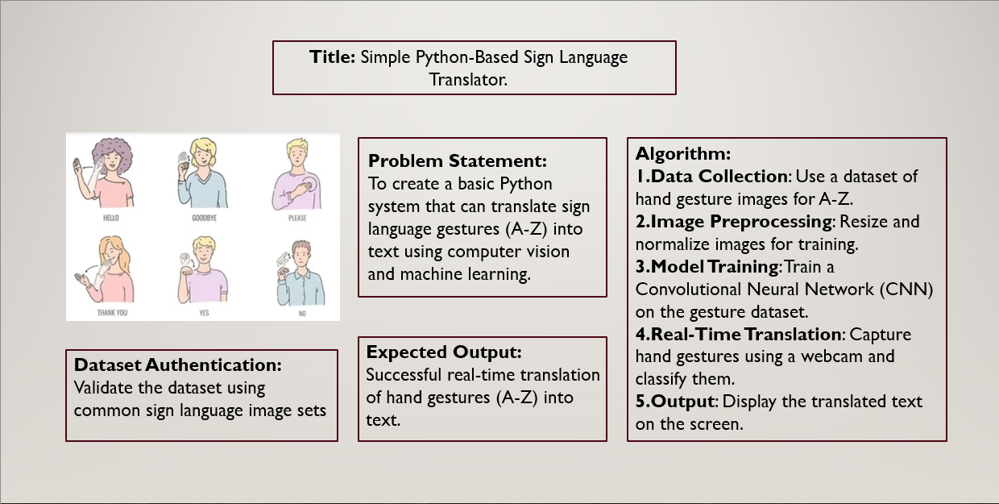 Title: Simple Python-Based Sign Language
Translator.
HELLO
GOODBYE
PLEASE
THANK YOU
YES
NO
Problem Statement:
To create a basic Python
system that can translate sign
language gestures (A-Z) into
text using computer vision
and machine learning.
Algorithm:
1.Data Collection: Use a dataset of
hand gesture images for A-Z.
2.Image Preprocessing: Resize and
normalize images for training.
3.Model Training: Train a
Convolutional Neural Network (CNN)
on the gesture dataset.
4.Real-Time Translation: Capture
hand gestures using a webcam and
classify them.
5.Output: Display the translated text
on the screen.
Dataset Authentication:
Validate the dataset using
common sign language image sets
Expected Output:
Successful real-time translation
of hand gestures (A-Z) into
text.